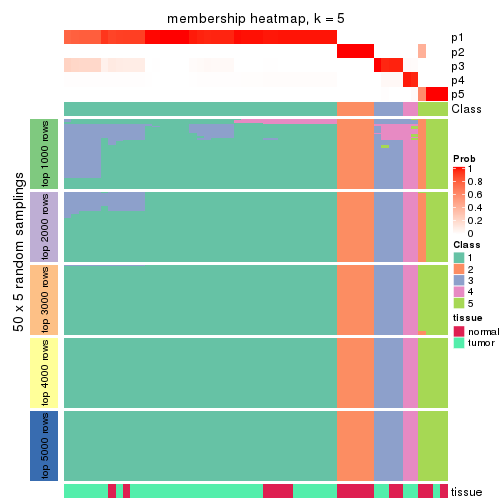 membership heatmap, k = 5
p1
p2
p3
p4
p5
Class
50 x 5 random samplings
top 1000 rows
top 2000 rows
top 3000 rows
top 4000 rows
top 5000 rows
Prob
1
0.8
0.6
0.4
0.2
0
Class
1
2
3
4
5
tissue
normal
tumor
tissue